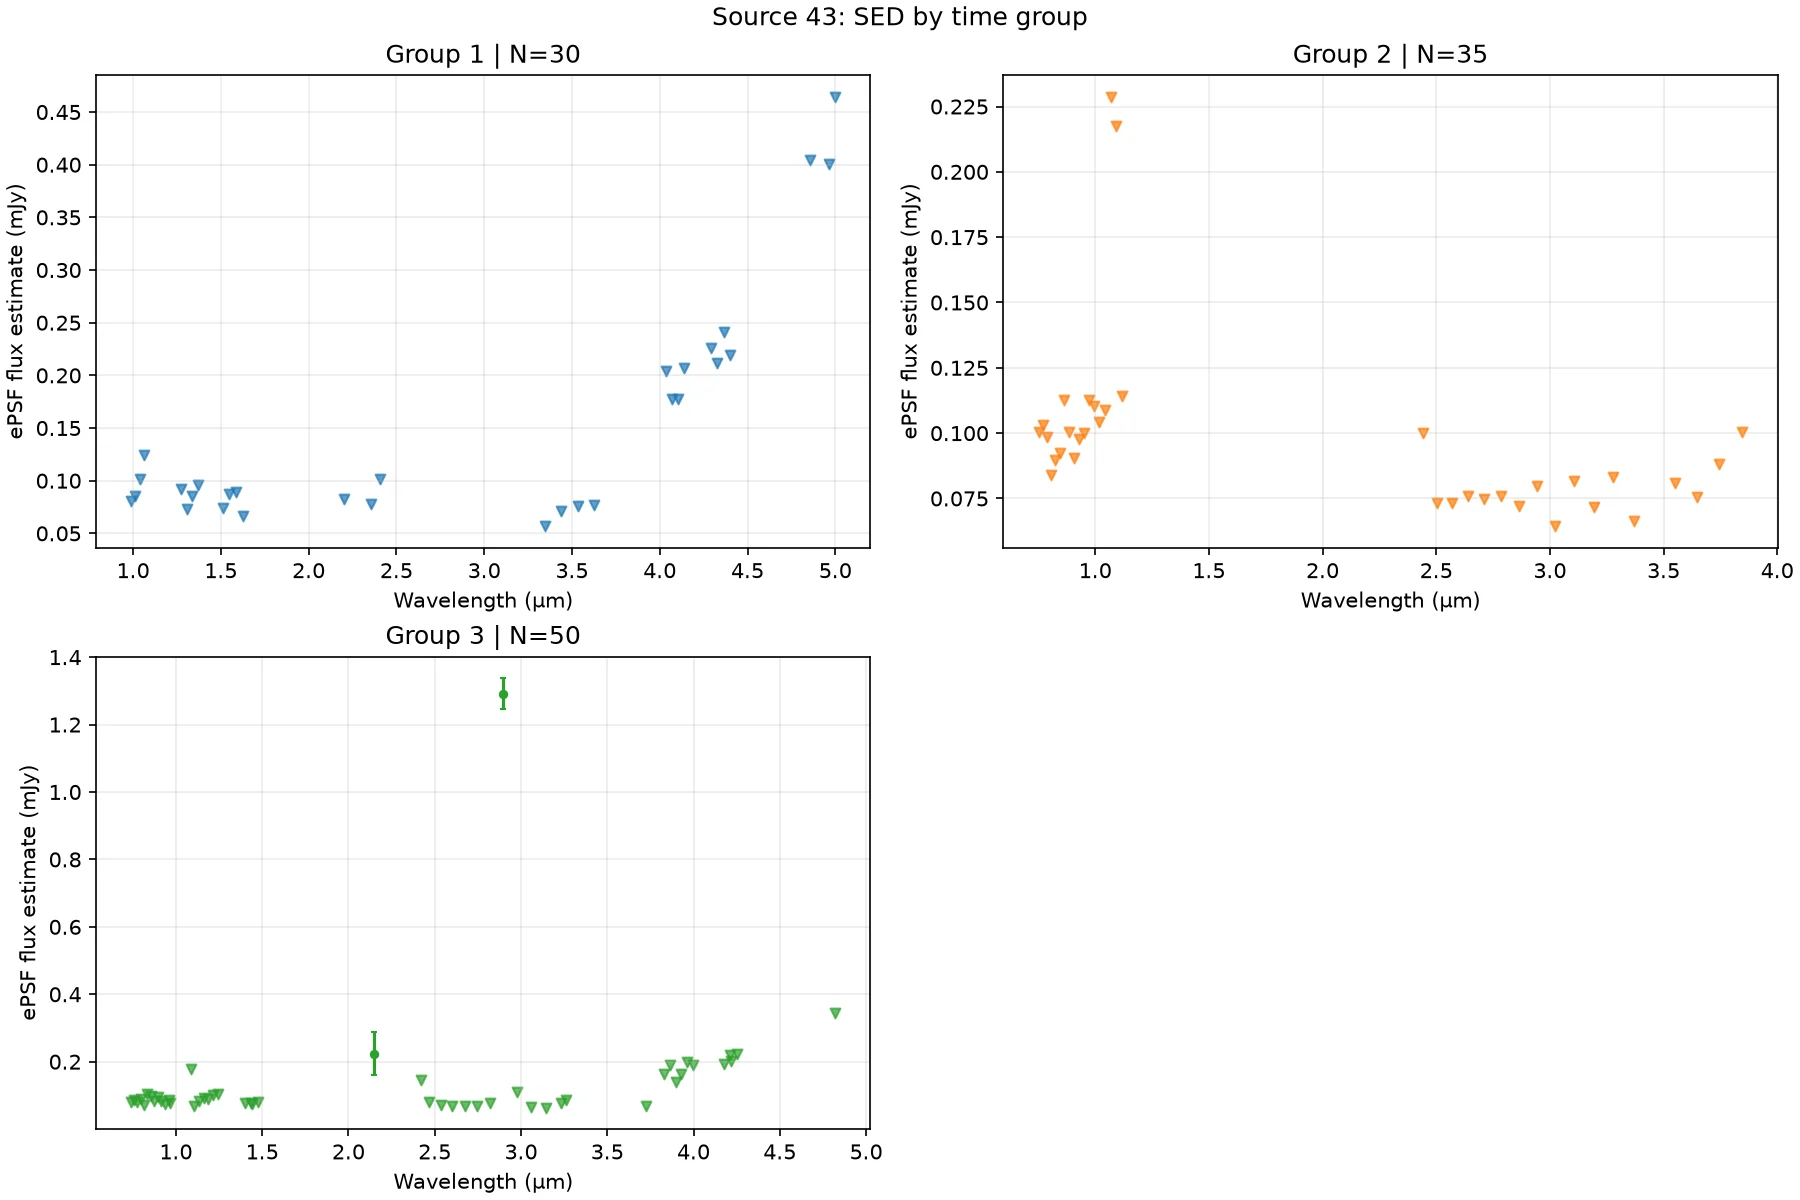 Source 43: SED by time group
Group 1 | N=30
ePSF flux estimate (mJy)
0.45
0.40
0.35
0.30
0.25
0.20
0.15
0.10
0.05
1.0 1.5 2.0 2.5 3.0 3.5 4.0 4.5 5.0
Wavelength (μm)
Group 2 | N=35
ePSF flux estimate (mJy)
0.225
0.200
0.175
0.150
0.125
0.100
0.075
1.0 1.5 2.0 2.5 3.0 3.5 4.0
Wavelength (μm)
Group 3 | N=50
ePSF flux estimate (mJy)
1.4
1.2
1.0
0.8
0.6
0.4
0.2
1.0 1.5 2.0 2.5 3.0 3.5 4.0 4.5 5.0
Wavelength (μm)